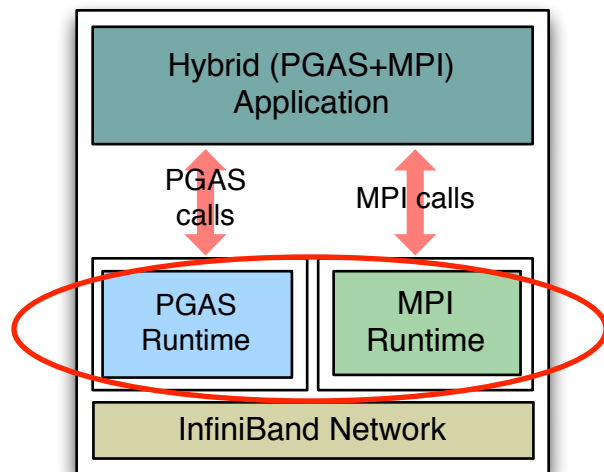 Hybrid (PGAS+MPI)
Application
PGAS
calls
MPI calls
PGAS
Runtime
MPI
Runtime
InfiniBand Network